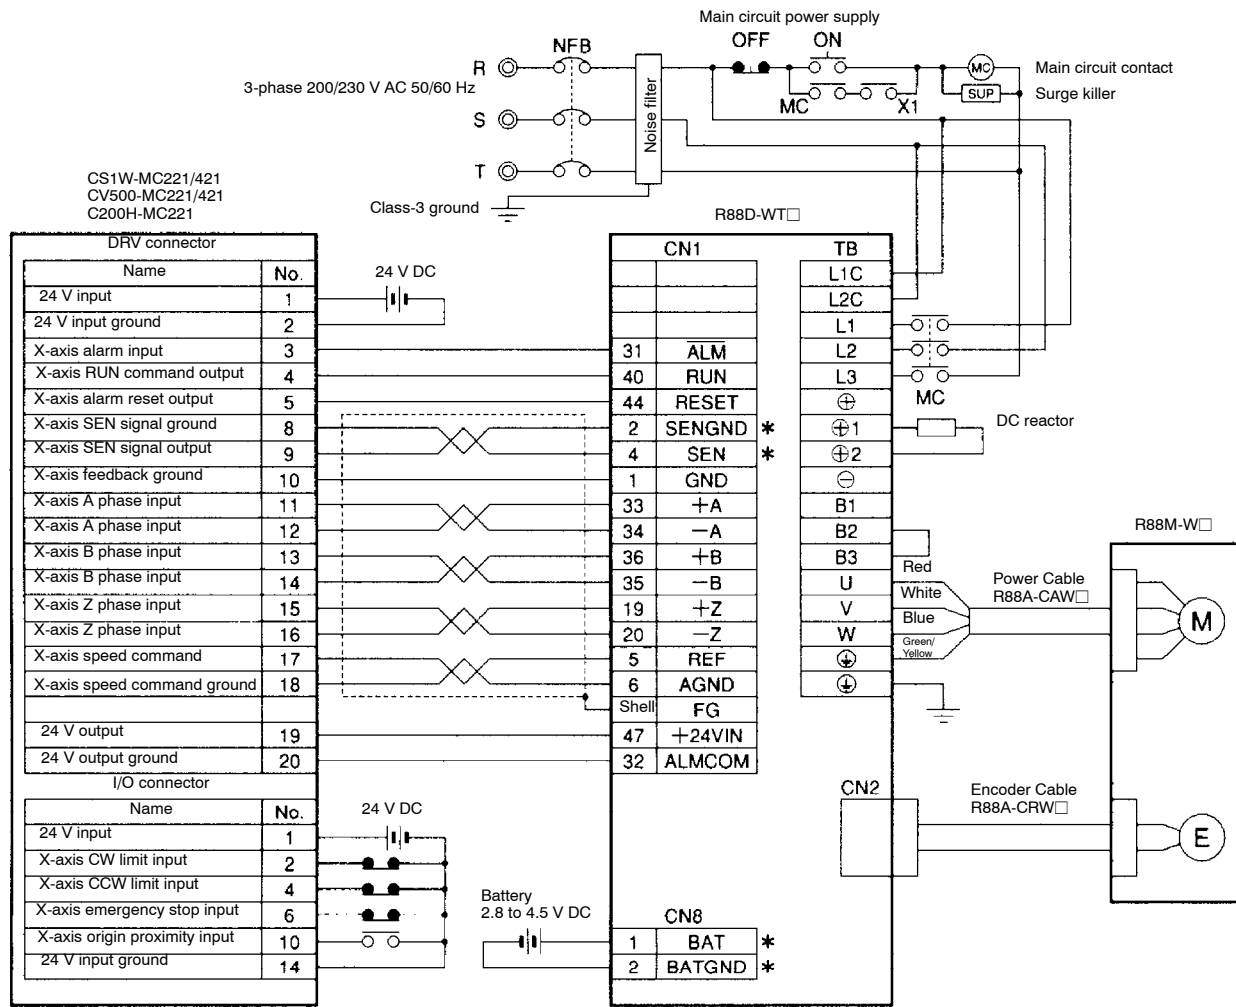 Main circuit power supply
OFF ON
NFB
R
3-phase 200/230 V AC 50/60 Hz
S
T
Noise filter
MC
SUP
MC X1
Main circuit contact
Surge killer
Class-3 ground
CS1W-MC221/421
CV500-MC221/421
C200H-MC221
DRV connector
Name No.
24 V input 1
24 V input ground 2
X-axis alarm input 3
X-axis RUN command output 4
X-axis alarm reset output 5
X-axis SEN signal ground 8
X-axis SEN signal output 9
X-axis feedback ground 10
X-axis A phase input 11
X-axis A phase input 12
X-axis B phase input 13
X-axis B phase input 14
X-axis Z phase input 15
X-axis Z phase input 16
X-axis speed command 17
X-axis speed command ground 18
24 V output 19
24 V output ground 20
24 V DC
I/O connector
Name No.
24 V input 1
X-axis CW limit input 2
X-axis CCW limit input 4
X-axis emergency stop input 6
X-axis origin proximity input 10
24 V input ground 14
24 V DC
R88D-WT□
CN1
31 A̅L̅M̅
40 RUN
44 RESET
2 SENGND *
4 SEN *
1 GND
33 +A
34 −A
36 +B
35 −B
19 +Z
20 −Z
5 REF
6 AGND
Shell FG
47 +24VIN
32 ALMCOM
TB
L1C
L2C
L1
L2
L3
⊕
⊕1
⊕2
⊖
B1
B2
B3
U
V
W
MC
DC reactor
Red
White
Blue
Green/
Yellow
Power Cable
R88A-CAW□
R88M-W□
M
CN2
Encoder Cable
R88A-CRW□
E
Battery
2.8 to 4.5 V DC
CN8
1 BAT *
2 BATGND *